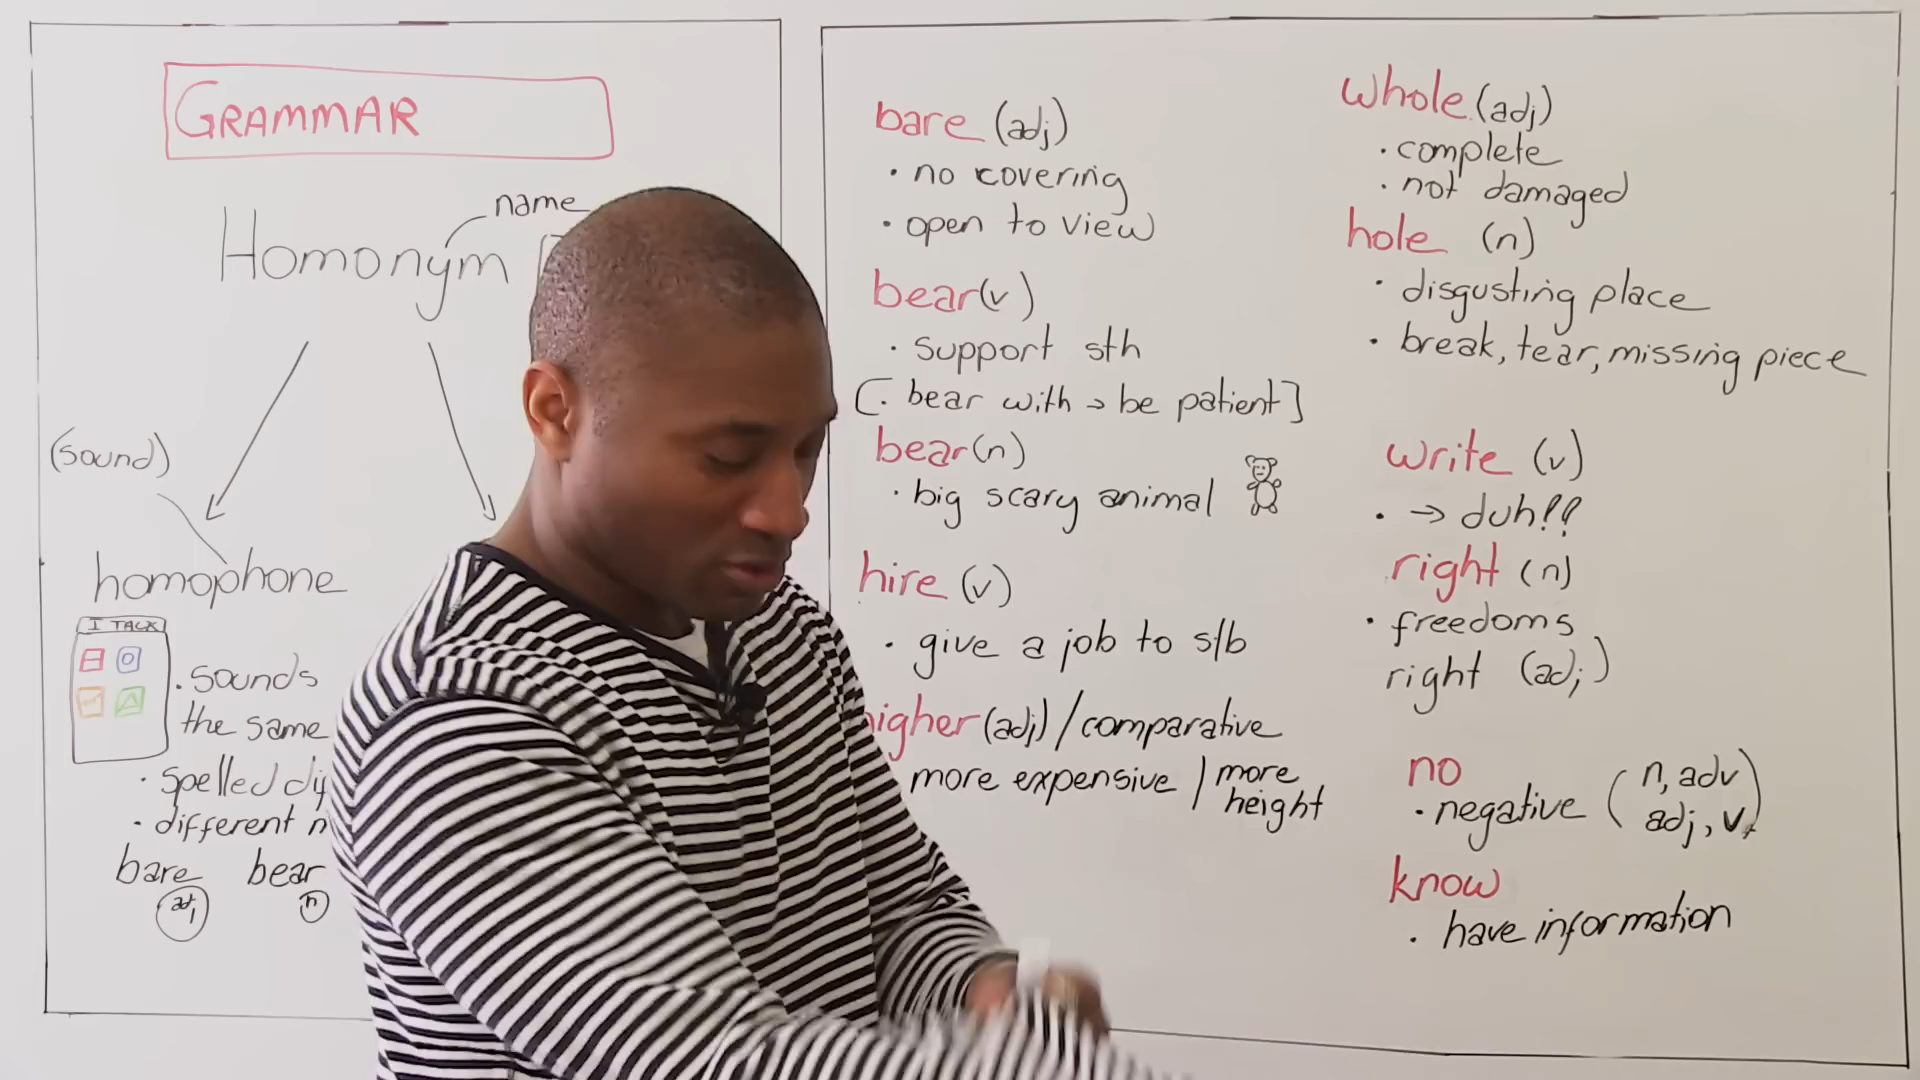 GRAMMAR
name
Homonym
(sound)
homophone
I TALK
• sounds
the same
• spelled
• different
bare bear
adj n
bare (adj)
• no covering
• open to view
bear (v)
• support sth
[• bear with → be patient]
bear (n)
• big scary animal
hire (v)
• give a job to s/b
(adj) / comparative
more expensive / more
height
whole (adj)
• complete
• not damaged
hole (n)
• disgusting place
• break, tear, missing piece
write (v)
• → duh!?
right (n)
• freedoms
right (adj)
no
• negative (n, adv
adj, v)
know
• have information